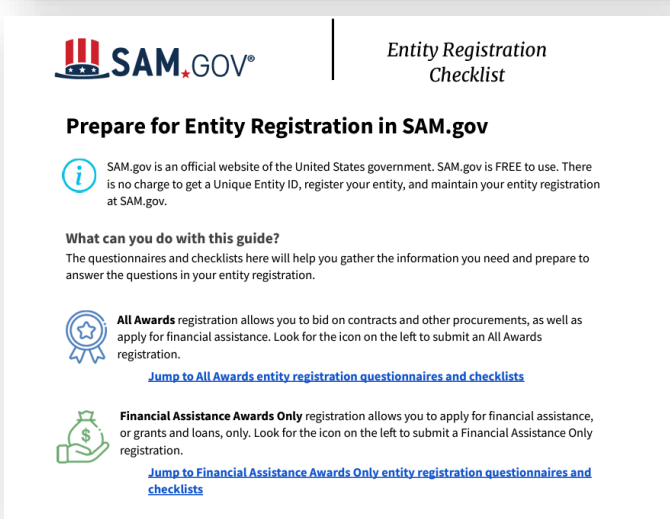 SAM.GOV®
Entity Registration
Checklist
Prepare for Entity Registration in SAM.gov
i
SAM.gov is an official website of the United States government. SAM.gov is FREE to use. There
is no charge to get a Unique Entity ID, register your entity, and maintain your entity registration
at SAM.gov.
What can you do with this guide?
The questionnaires and checklists here will help you gather the information you need and prepare to
answer the questions in your entity registration.
All Awards registration allows you to bid on contracts and other procurements, as well as
apply for financial assistance. Look for the icon on the left to submit an All Awards
registration.
Jump to All Awards entity registration questionnaires and checklists
$
Financial Assistance Awards Only registration allows you to apply for financial assistance,
or grants and loans, only. Look for the icon on the left to submit a Financial Assistance Only
registration.
Jump to Financial Assistance Awards Only entity registration questionnaires and
checklists